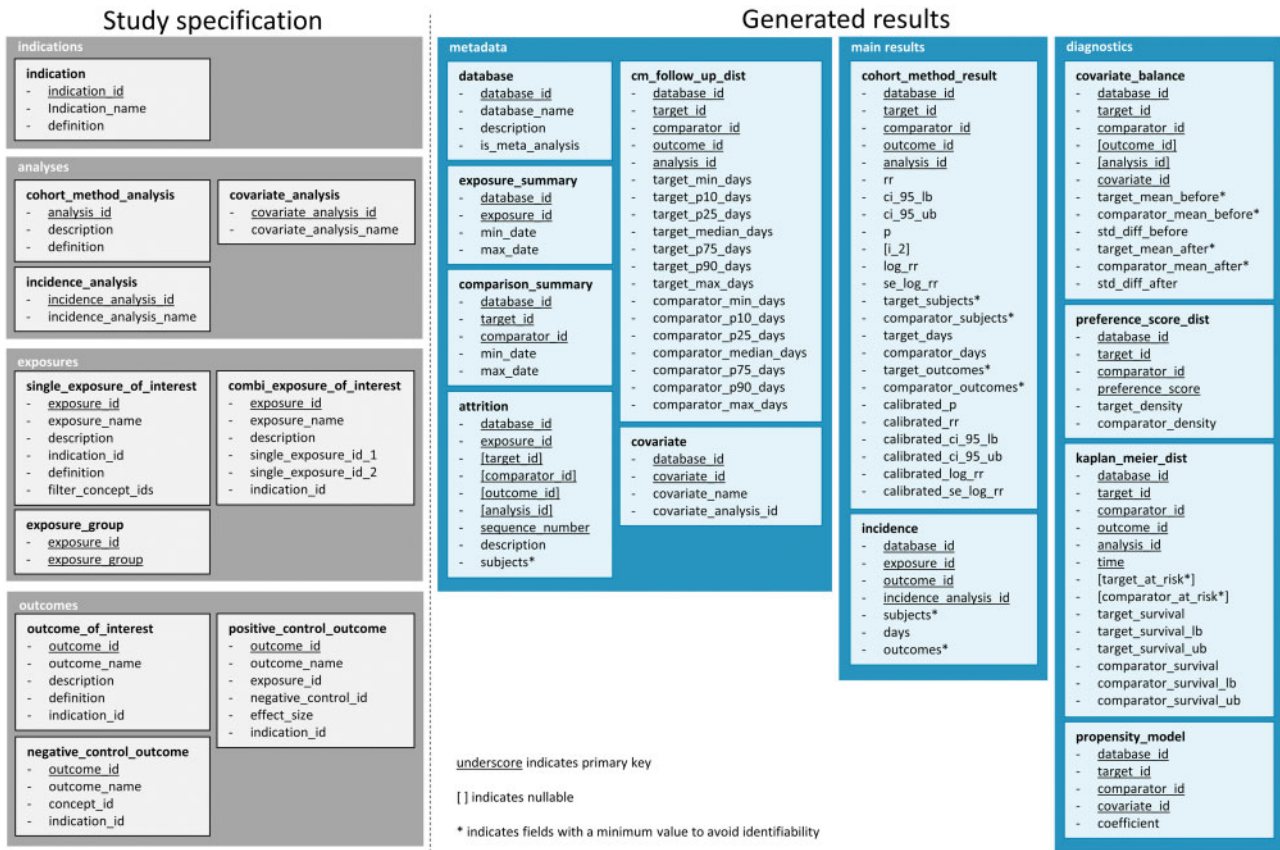 Study specification
indications
indication
- indication_id
- Indication_name
- definition
analyses
cohort_method_analysis
- analysis_id
- description
- definition
covariate_analysis
- covariate_analysis_id
- covariate_analysis_name
incidence_analysis
- incidence_analysis_id
- incidence_analysis_name
exposures
single_exposure_of_interest
- exposure_id
- exposure_name
- description
- indication_id
- definition
- filter_concept_ids
combi_exposure_of_interest
- exposure_id
- exposure_name
- description
- single_exposure_id_1
- single_exposure_id_2
- indication_id
exposure_group
- exposure_id
- exposure_group
outcomes
outcome_of_interest
- outcome_id
- outcome_name
- description
- definition
- indication_id
positive_control_outcome
- outcome_id
- outcome_name
- exposure_id
- negative_control_id
- effect_size
- indication_id
negative_control_outcome
- outcome_id
- outcome_name
- concept_id
- indication_id
Generated results
metadata
database
- database_id
- database_name
- description
- is_meta_analysis
exposure_summary
- database_id
- exposure_id
- min_date
- max_date
comparison_summary
- database_id
- target_id
- comparator_id
- min_date
- max_date
attrition
- database_id
- exposure_id
- [target_id]
- [comparator_id]
- [outcome_id]
- [analysis_id]
- sequence_number
- description
- subjects*
cm_follow_up_dist
- database_id
- target_id
- comparator_id
- outcome_id
- analysis_id
- target_min_days
- target_p10_days
- target_p25_days
- target_median_days
- target_p75_days
- target_p90_days
- target_max_days
- comparator_min_days
- comparator_p10_days
- comparator_p25_days
- comparator_median_days
- comparator_p75_days
- comparator_p90_days
- comparator_max_days
covariate
- database_id
- covariate_id
- covariate_name
- covariate_analysis_id
main results
cohort_method_result
- database_id
- target_id
- comparator_id
- outcome_id
- analysis_id
- rr
- ci_95_lb
- ci_95_ub
- p
- [i_2]
- log_rr
- se_log_rr
- target_subjects*
- comparator_subjects*
- target_days
- comparator_days
- target_outcomes*
- comparator_outcomes*
- calibrated_p
- calibrated_rr
- calibrated_ci_95_lb
- calibrated_ci_95_ub
- calibrated_log_rr
- calibrated_se_log_rr
incidence
- database_id
- exposure_id
- outcome_id
- incidence_analysis_id
- subjects*
- days
- outcomes*
diagnostics
covariate_balance
- database_id
- target_id
- comparator_id
- [outcome_id]
- [analysis_id]
- covariate_id
- target_mean_before*
- comparator_mean_before*
- std_diff_before
- target_mean_after*
- comparator_mean_after*
- std_diff_after
preference_score_dist
- database_id
- target_id
- comparator_id
- preference_score
- target_density
- comparator_density
kaplan_meier_dist
- database_id
- target_id
- comparator_id
- outcome_id
- analysis_id
- time
- [target_at_risk*]
- [comparator_at_risk*]
- target_survival
- target_survival_lb
- target_survival_ub
- comparator_survival
- comparator_survival_lb
- comparator_survival_ub
propensity_model
- database_id
- target_id
- comparator_id
- covariate_id
- coefficient
underscore indicates primary key
[ ] indicates nullable
* indicates fields with a minimum value to avoid identifiability